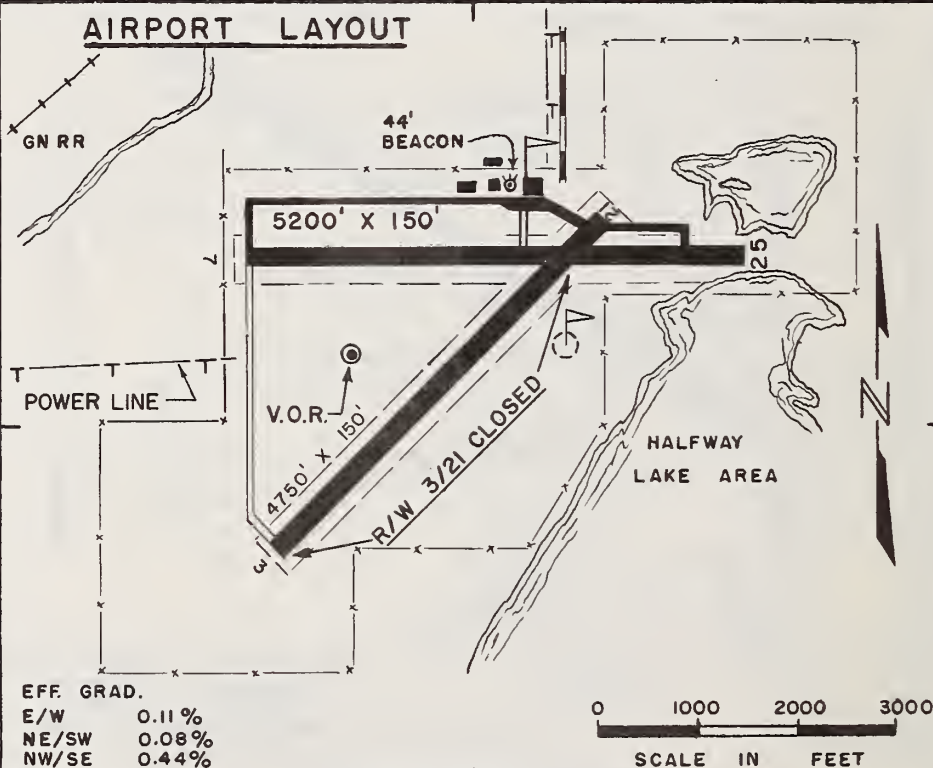 AIRPORT LAYOUT
GN RR
44'
BEACON
5200' X 150'
7
25
21
V.O.R.
POWER LINE
4750' X 150'
R/W 3/21 CLOSED
3
HALFWAY
LAKE AREA
N
EFF. GRAD.
E/W 0.11%
NE/SW 0.08%
NW/SE 0.44%
0 1000 2000 3000
SCALE IN FEET